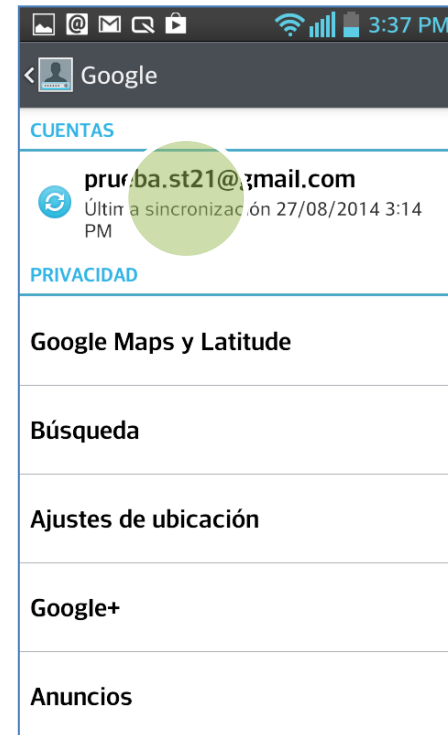 3:37 PM
Google
CUENTAS
prueba.st21@gmail.com
Última sincronización 27/08/2014 3:14
PM
PRIVACIDAD
Google Maps y Latitude
Búsqueda
Ajustes de ubicación
Google+
Anuncios